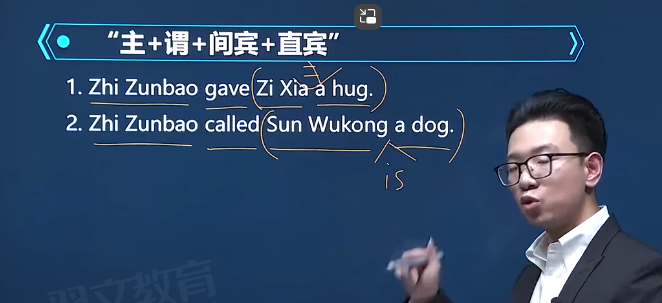 “主+谓+间宾+直宾”
1. Zhi Zunbao gave Zi Xia a hug.
2. Zhi Zunbao called Sun Wukong a dog.
is
文教育